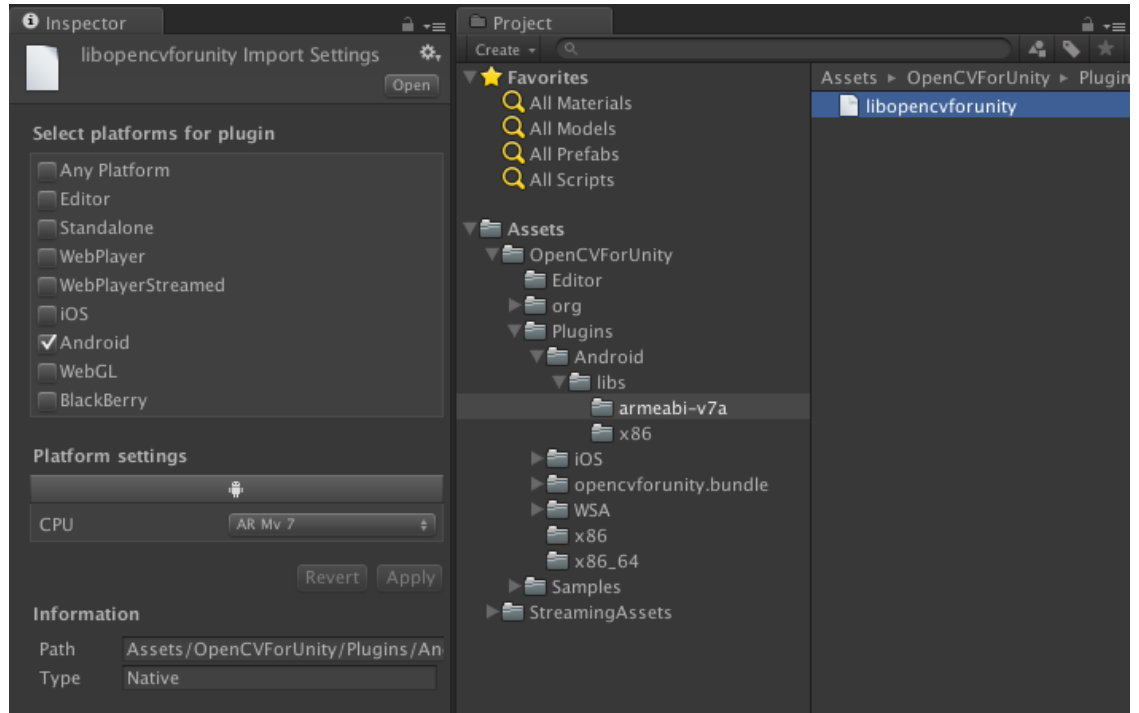 Inspector
libopencvforunity Import Settings
Open
Select platforms for plugin
Any Platform
Editor
Standalone
WebPlayer
WebPlayerStreamed
iOS
Android
WebGL
BlackBerry
Platform settings
CPU AR Mv 7
Revert Apply
Information
Path Assets/OpenCVForUnity/Plugins/An
Type Native
Project
Create
Favorites
All Materials
All Models
All Prefabs
All Scripts
Assets
OpenCVForUnity
Editor
org
Plugins
Android
libs
armeabi-v7a
x86
iOS
opencvforunity.bundle
WSA
x86
x86_64
Samples
StreamingAssets
Assets ▸ OpenCVForUnity ▸ Plugin
libopencvforunity